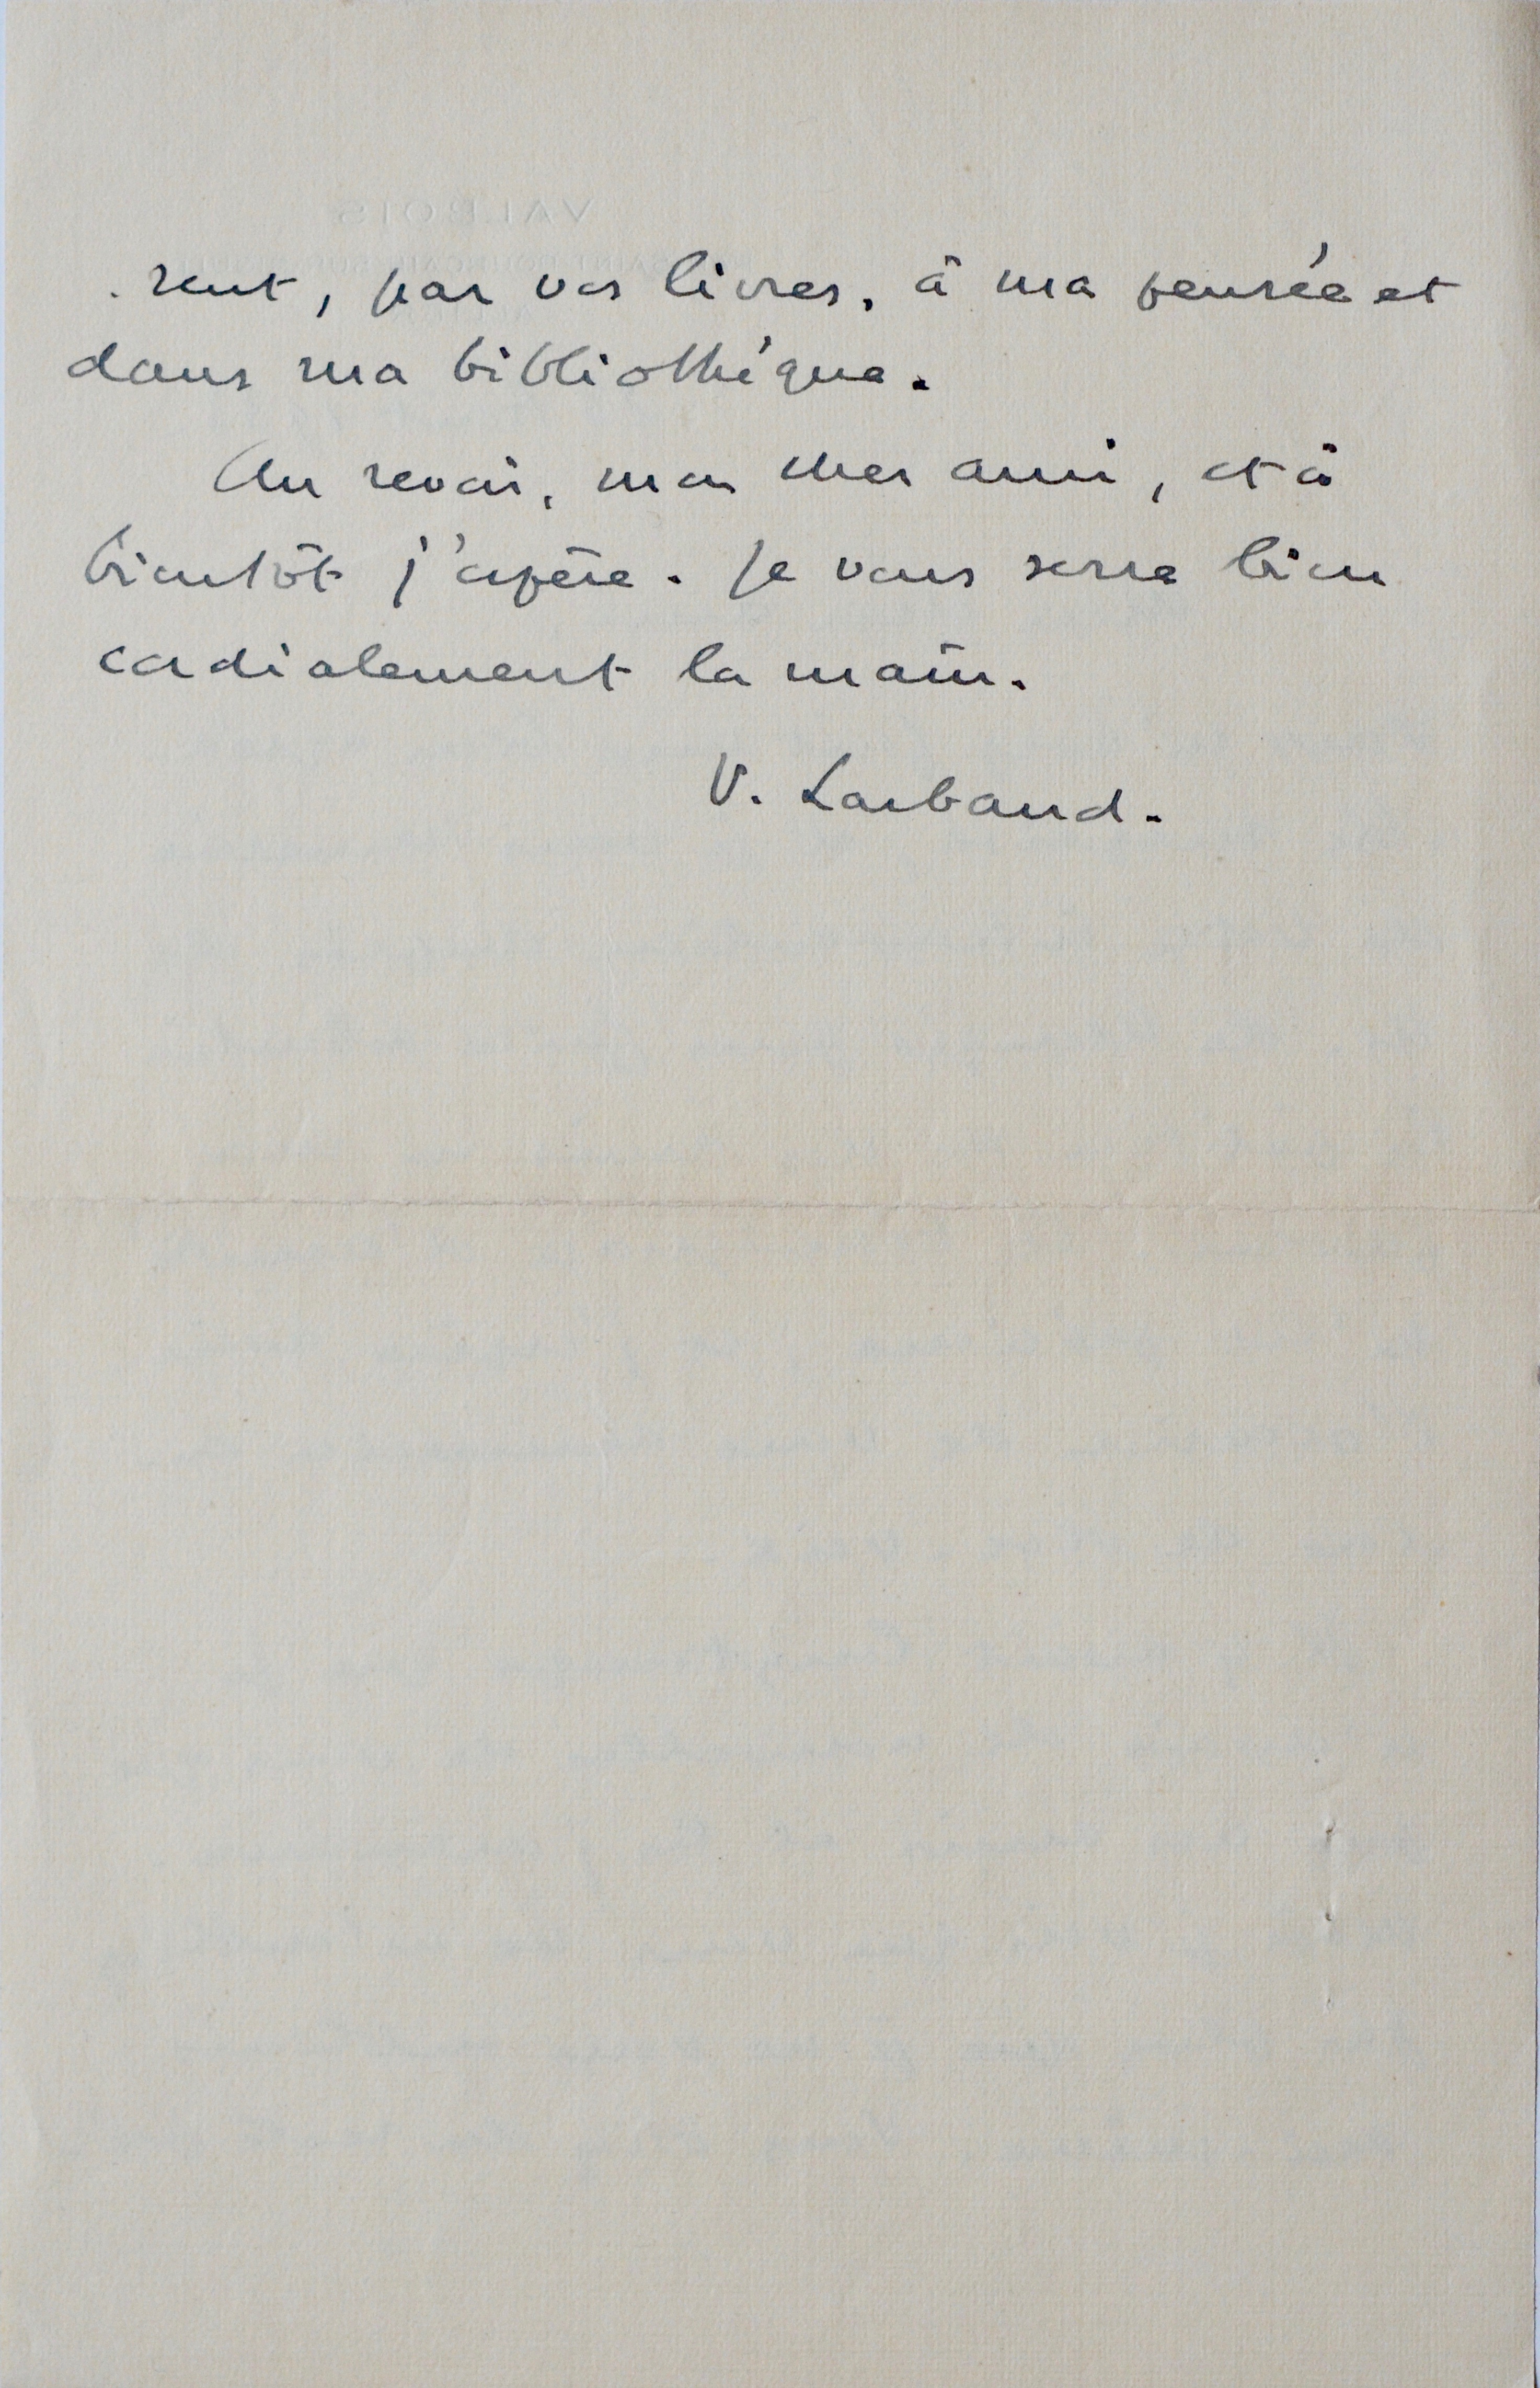 VALBOIS
sent, par vos livres, à ma pensée et
dans ma bibliothèque.
Au revoir, mon cher ami, et à
bientôt j'espère. Je vous serre bien
cordialement la main.
V. Larbaud.